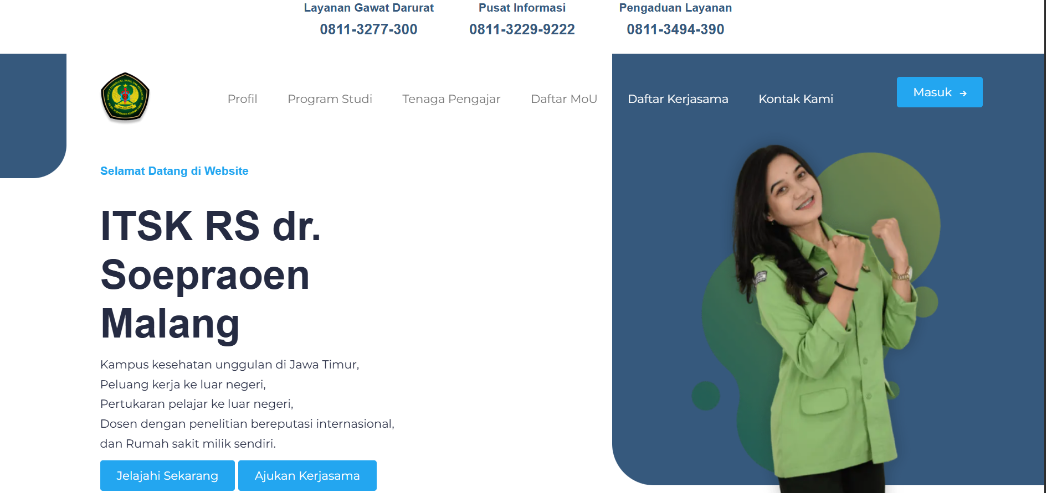 Layanan Gawat Darurat
0811-3277-300
Pusat Informasi
0811-3229-9222
Pengaduan Layanan
0811-3494-390
Profil
Program Studi
Tenaga Pengajar
Daftar MoU
Daftar Kerjasama
Kontak Kami
Masuk →
Selamat Datang di Website
ITSK RS dr.
Soepraoen
Malang
Kampus kesehatan unggulan di Jawa Timur,
Peluang kerja ke luar negeri,
Pertukaran pelajar ke luar negeri,
Dosen dengan penelitian bereputasi internasional,
dan Rumah sakit milik sendiri.
Jelajahi Sekarang
Ajukan Kerjasama